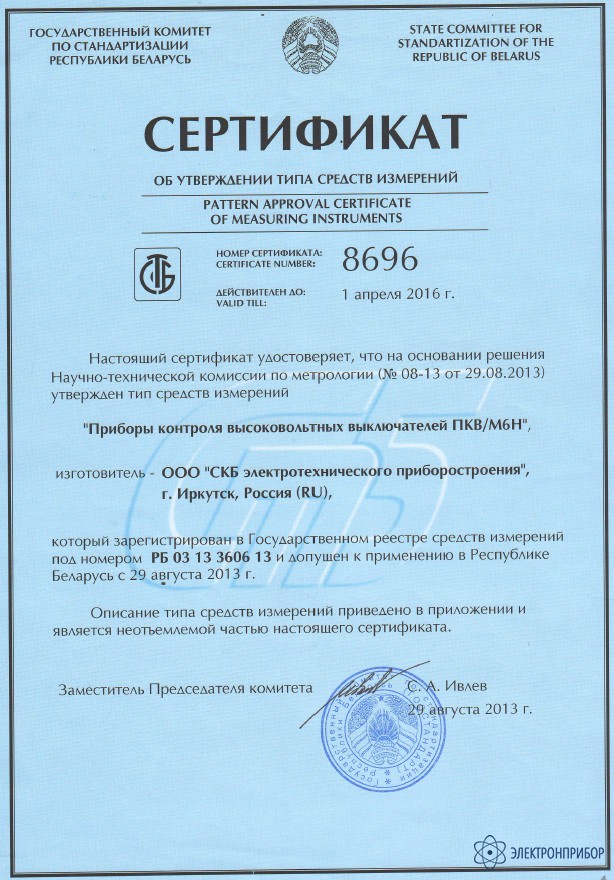 ГОСУДАРСТВЕННЫЙ КОМИТЕТ
ПО СТАНДАРТИЗАЦИИ
РЕСПУБЛИКИ БЕЛАРУСЬ
STATE COMMITTEE FOR
STANDARTIZATION OF THE
REPUBLIC OF BELARUS
СЕРТИФИКАТ
ОБ УТВЕРЖДЕНИИ ТИПА СРЕДСТВ ИЗМЕРЕНИЙ
PATTERN APPROVAL CERTIFICATE
OF MEASURING INSTRUMENTS
СТБ
НОМЕР СЕРТИФИКАТА:
CERTIFICATE NUMBER:
8696
ДЕЙСТВИТЕЛЕН ДО:
VALID TILL:
1 апреля 2016 г.
Настоящий сертификат удостоверяет, что на основании решения
Научно-технической комиссии по метрологии (№ 08-13 от 29.08.2013)
утвержден тип средств измерений
"Приборы контроля высоковольтных выключателей ПКВ/М6Н",
изготовитель - ООО "СКБ электротехнического приборостроения",
г. Иркутск, Россия (RU),
который зарегистрирован в Государственном реестре средств измерений
под номером РБ 03 13 3606 13 и допущен к применению в Республике
Беларусь с 29 августа 2013 г.
Описание типа средств измерений приведено в приложении и
является неотъемлемой частью настоящего сертификата.
Заместитель Председателя комитета
С. А. Ивлев
29 августа 2013 г.
ЭЛЕКТРОНПРИБОР